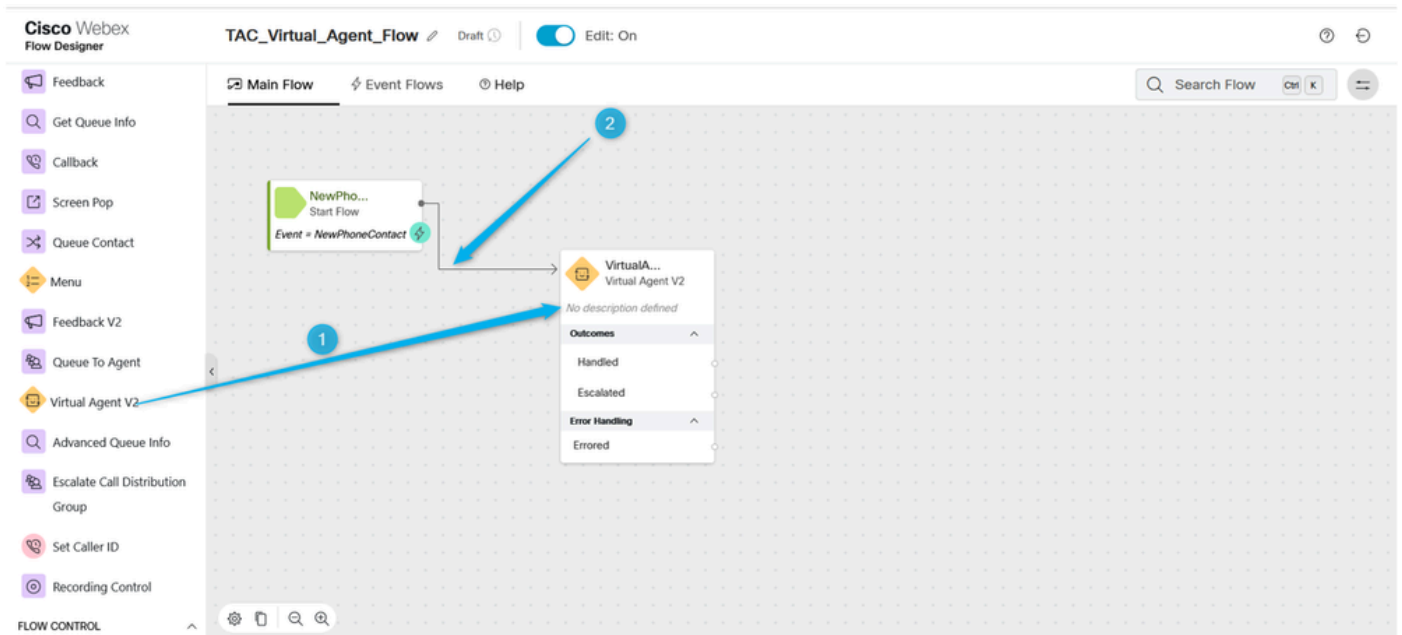 Cisco Webex
Flow Designer
TAC_Virtual_Agent_Flow
Draft
Edit: On
Feedback
Get Queue Info
Callback
Screen Pop
Queue Contact
Menu
Feedback V2
Queue To Agent
Virtual Agent V2
Advanced Queue Info
Escalate Call Distribution
Group
Set Caller ID
Recording Control
FLOW CONTROL
Main Flow
Event Flows
Help
Search Flow
Ctrl K
2
NewPho...
Start Flow
Event = NewPhoneContact
1
VirtualA...
Virtual Agent V2
No description defined
Outcomes
Handled
Escalated
Error Handling
Errored